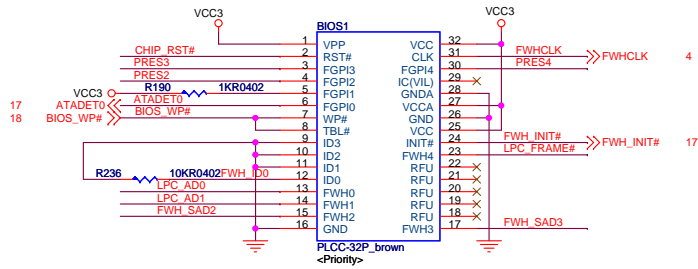 VCC3 VCC3
BIOS1
1 VPP VCC 32
CHIP_RST# 2 RST# CLK 31 FWHCLK FWHCLK 4
PRES3 3 FGPI3 FGPI4 30 PRES4
PRES2 4 FGPI2 IC(VIL) 29
VCC3 R190 1KR0402 5 FGPI1 GNDA 28
17 ATADET0 ATADET0 6 FGPI0 VCCA 27
18 BIOS_WP# BIOS_WP# 7 WP# GND 26
8 TBL# VCC 25
9 ID3 INIT# 24 FWH_INIT# FWH_INIT# 17
10 ID2 FWH4 23 LPC_FRAME#
11 ID1 RFU 22
R236 10KR0402 FWH_ID0 12 ID0 RFU 21
LPC_AD0 13 FWH0 RFU 20
LPC_AD1 14 FWH1 RFU 19
FWH_SAD2 15 FWH2 RFU 18
16 GND FWH3 17 FWH_SAD3
PLCC-32P_brown
<Priority>